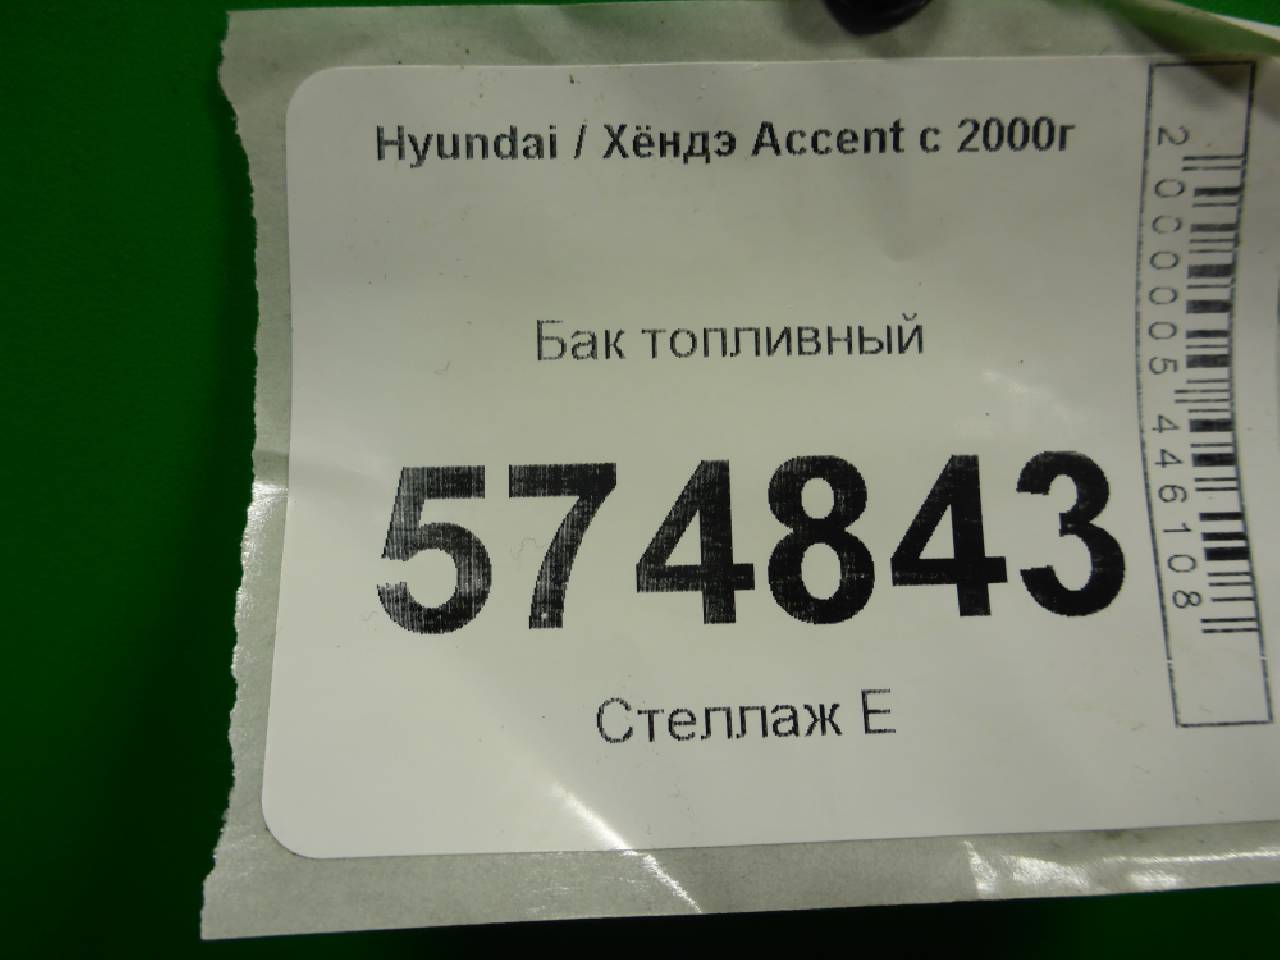 Hyundai / Хёндэ Accent с 2000г
Бак топливный
574843
Стеллаж Е
2000005446108